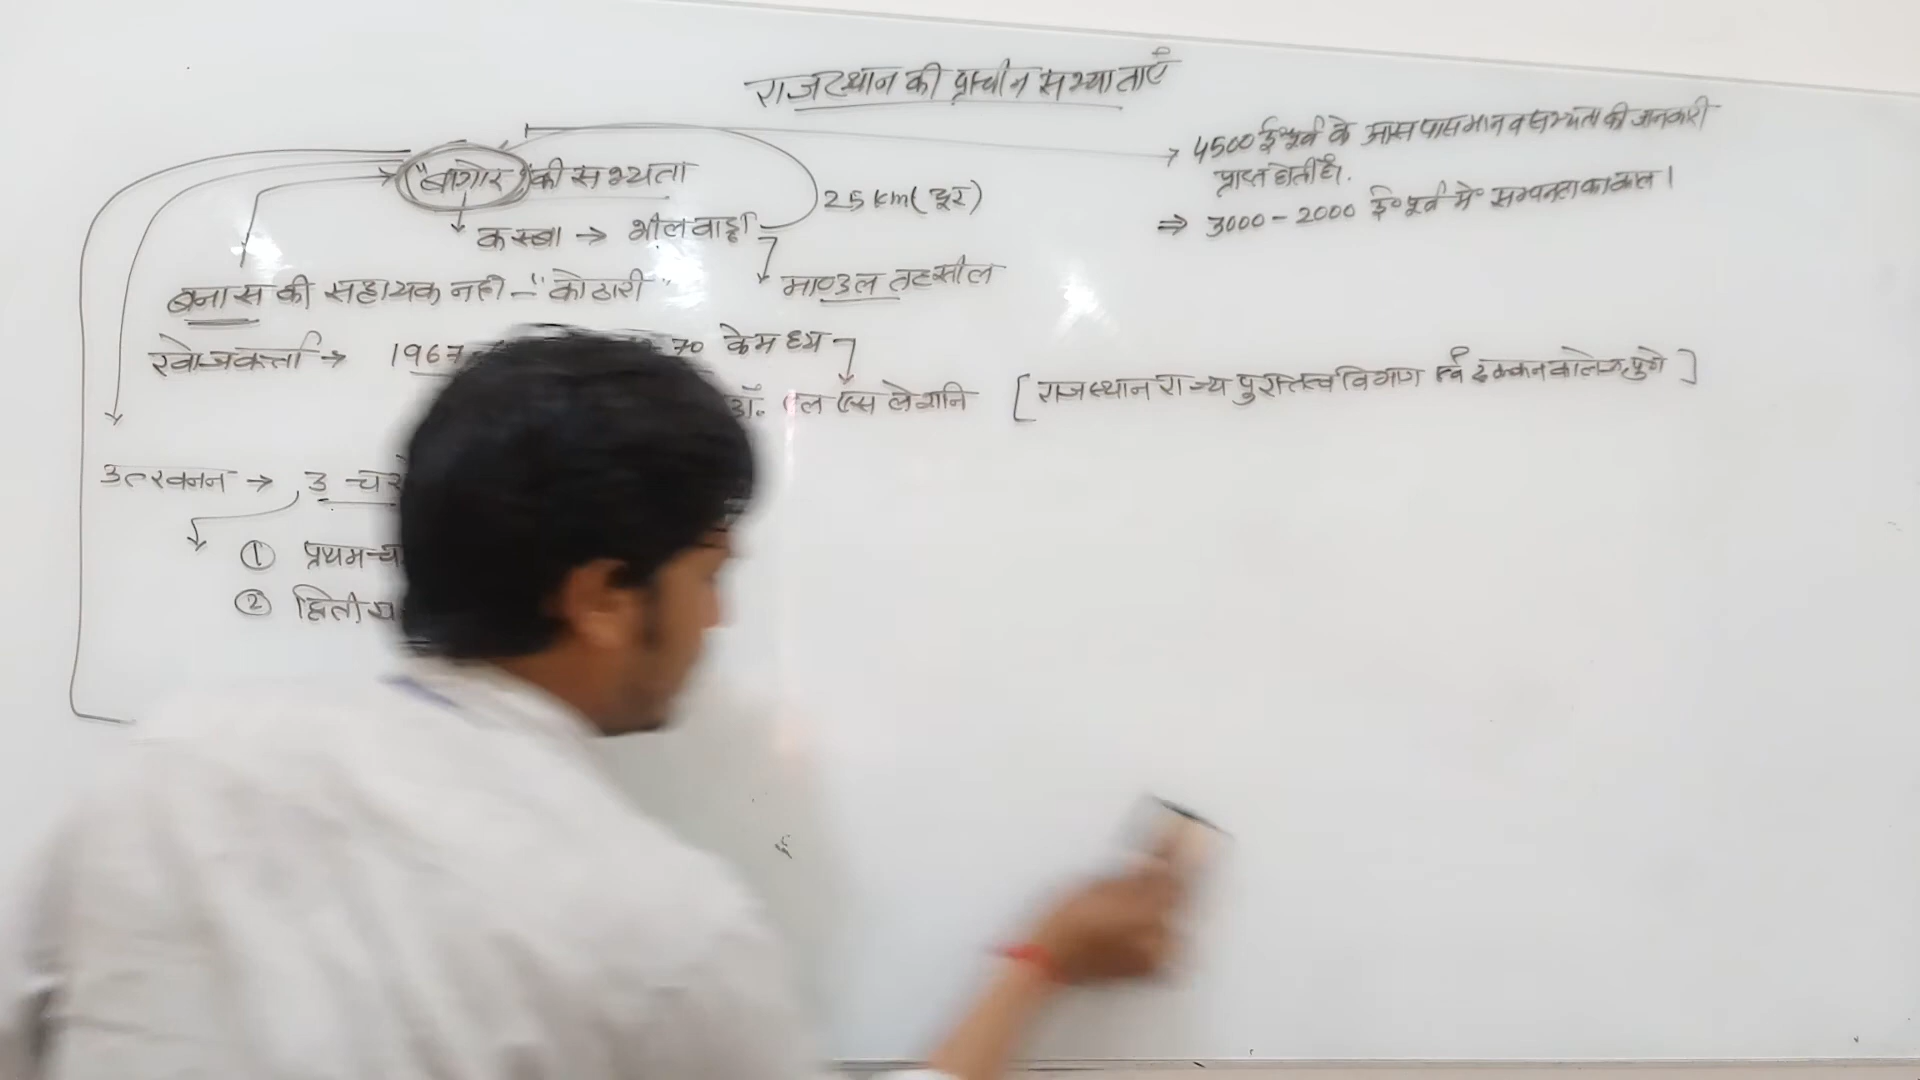 राजस्थान की प्राचीन सभ्यताएँ
"बागोर" की सभ्यता
25 km (दूर)
→ 4500 ई॰पूर्व के आसपास मानव सभ्यता की जानकारी
प्राप्त होती है।
⇒ 3000 - 2000 ई॰पूर्व में सम्पन्नता का काल।
कस्बा → भीलवाड़ा
माण्डल तहसील
बनास की सहायक नदी - "कोठारी"
खोजकर्ता → 1967 70 के मध्य
डॉ. एल एस लेशनि [राजस्थान राज्य पुरातत्व विभाग एवं दक्कन कालेज, पुणे]
उत्खनन → 3 चर
① प्रथम च
② द्वितीय